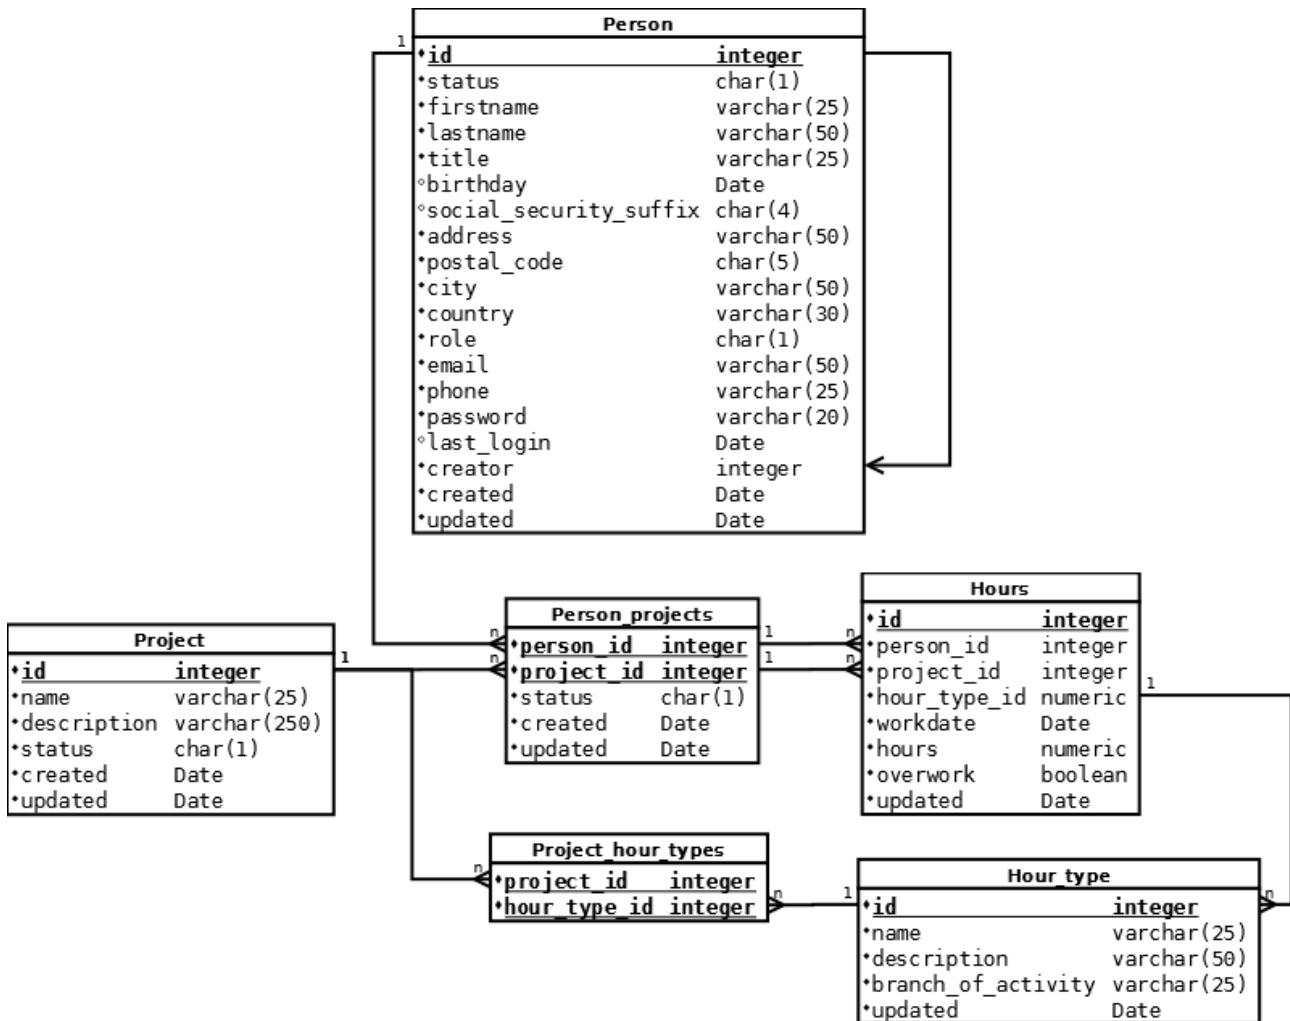 Person
id integer
status char(1)
firstname varchar(25)
lastname varchar(50)
title varchar(25)
birthday Date
social_security_suffix char(4)
address varchar(50)
postal_code char(5)
city varchar(50)
country varchar(30)
role char(1)
email varchar(50)
phone varchar(25)
password varchar(20)
last_login Date
creator integer
created Date
updated Date
1
Project
id integer
name varchar(25)
description varchar(250)
status char(1)
created Date
updated Date
1
Person_projects
n
person_id integer
1
n
project_id integer
1
status char(1)
created Date
updated Date
Hours
id integer
n
person_id integer
n
project_id integer
hour_type_id numeric
1
workdate Date
hours numeric
overwork boolean
updated Date
Project_hour_types
n
project_id integer
hour_type_id integer
n
Hour_type
1
id integer
n
name varchar(25)
description varchar(50)
branch_of_activity varchar(25)
updated Date